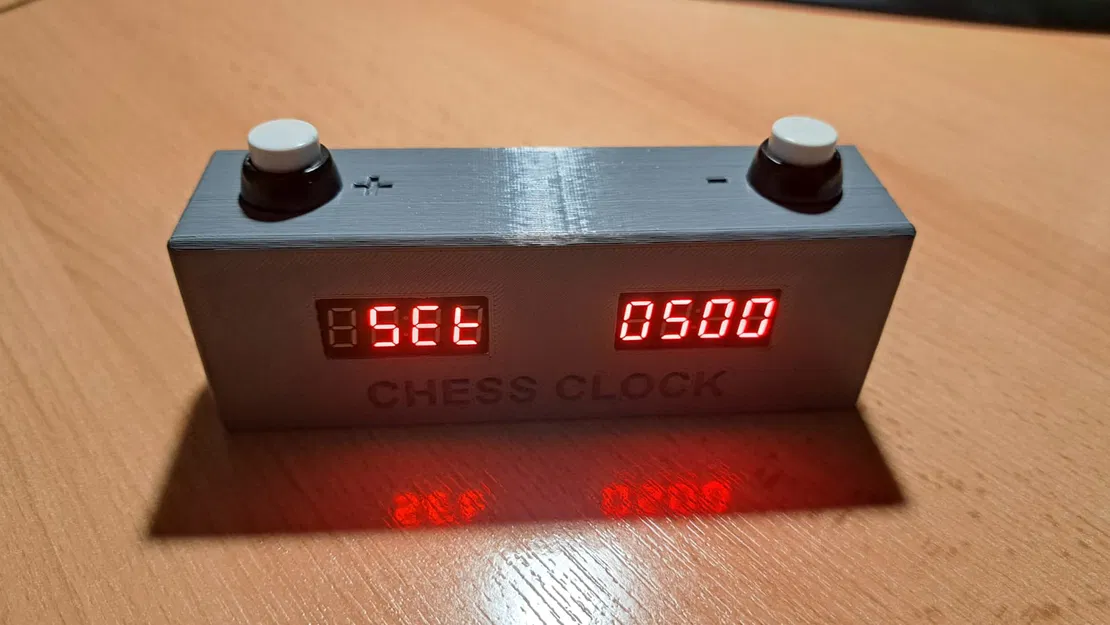 + -
SEt 0500
CHESS CLOCK